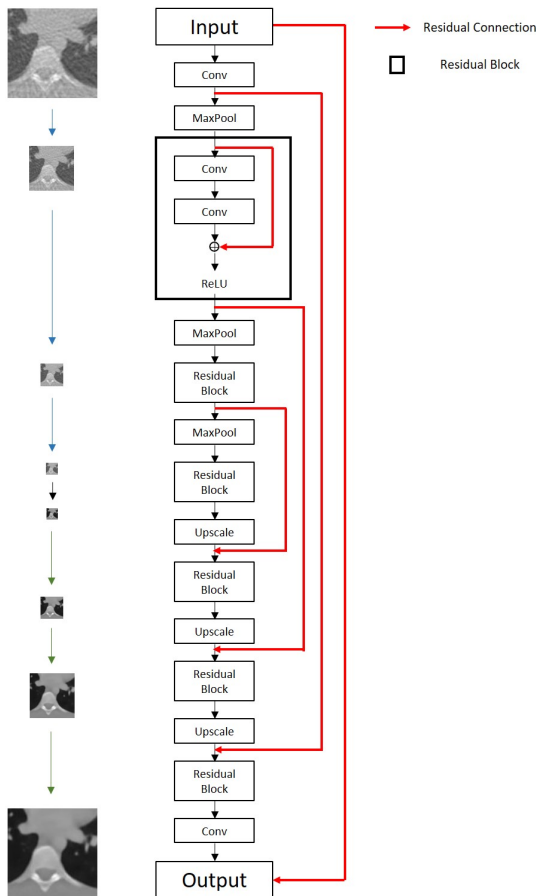 Input
Residual Connection
Residual Block
Conv
MaxPool
Conv
Conv
ReLU
MaxPool
Residual
Block
MaxPool
Residual
Block
Upscale
Residual
Block
Upscale
Residual
Block
Upscale
Residual
Block
Conv
Output